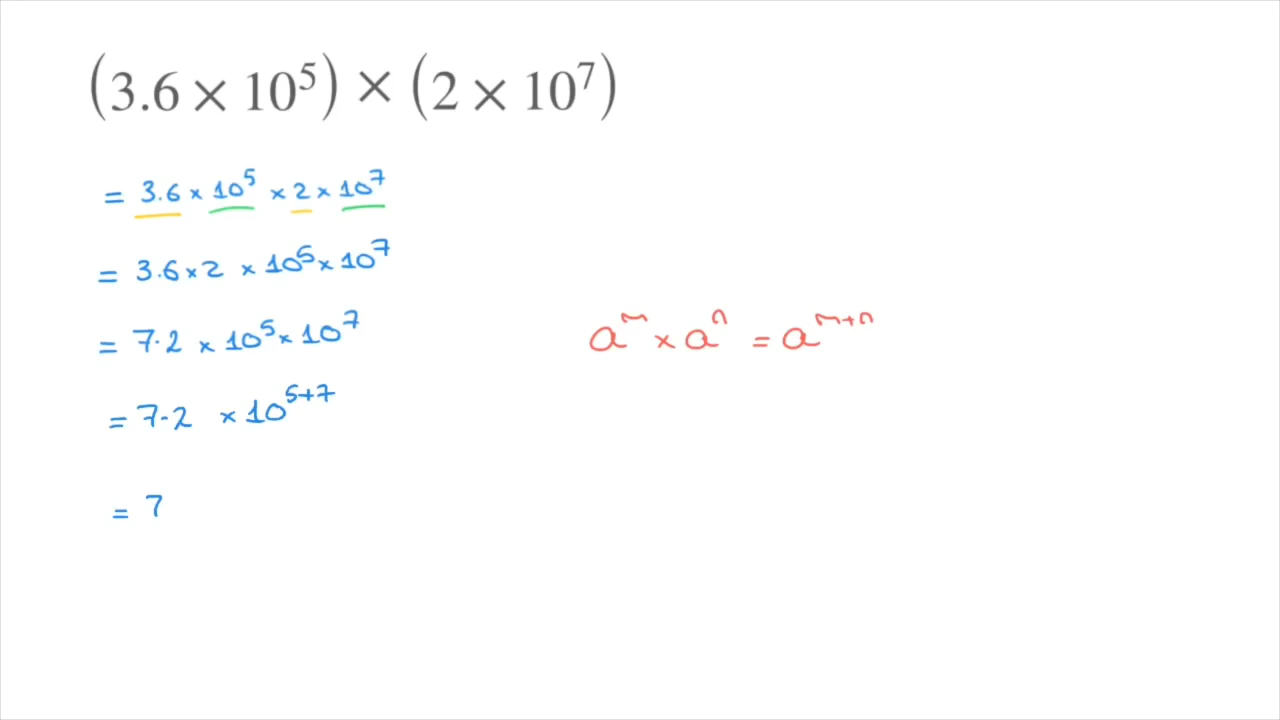 (3.6 × 10⁵) × (2 × 10⁷)
= 3.6 × 10⁵ × 2 × 10⁷
= 3.6 × 2 × 10⁵ × 10⁷
= 7.2 × 10⁵ × 10⁷
aᵐ × aⁿ = aᵐ⁺ⁿ
= 7.2 × 10⁵⁺⁷
= 7